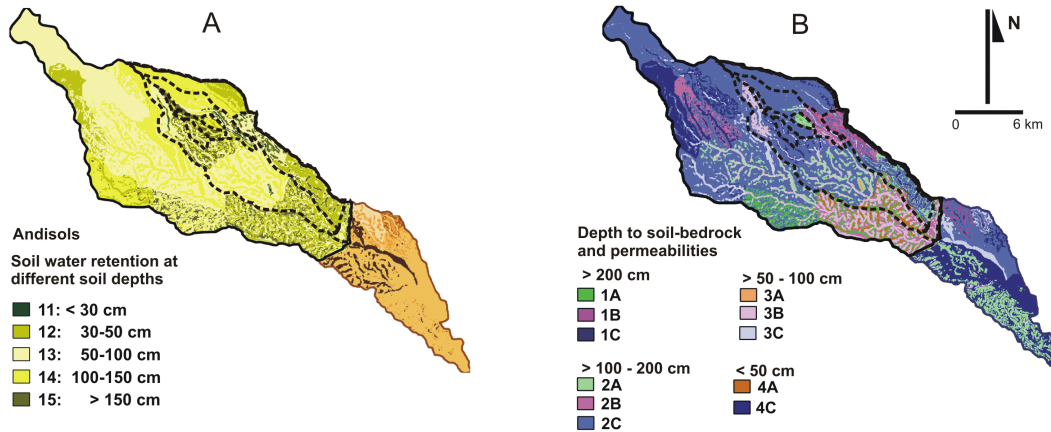 A
B
N
0 6 km
Andisols
Soil water retention at
different soil depths
11: < 30 cm
12: 30-50 cm
13: 50-100 cm
14: 100-150 cm
15: > 150 cm
Depth to soil-bedrock
and permeabilities
> 200 cm
1A
1B
1C
> 100 - 200 cm
2A
2B
2C
> 50 - 100 cm
3A
3B
3C
< 50 cm
4A
4C